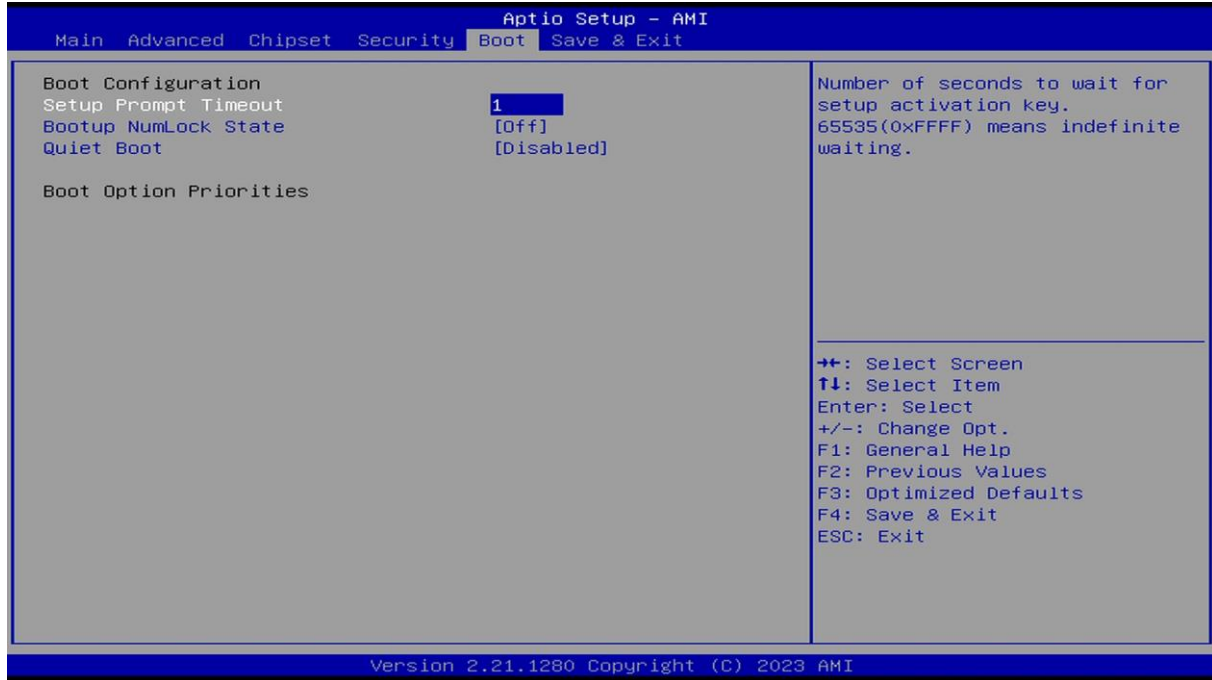 Aptio Setup – AMI
Main Advanced Chipset Security Boot Save & Exit
Boot Configuration
Setup Prompt Timeout 1
Bootup NumLock State [Off]
Quiet Boot [Disabled]
Boot Option Priorities
Number of seconds to wait for
setup activation key.
65535(0xFFFF) means indefinite
waiting.
→←: Select Screen
↑↓: Select Item
Enter: Select
+/-: Change Opt.
F1: General Help
F2: Previous Values
F3: Optimized Defaults
F4: Save & Exit
ESC: Exit
Version 2.21.1280 Copyright (C) 2023 AMI